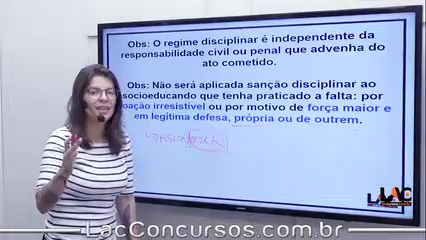 Obs: O regime disciplinar é independente da
responsabilidade civil ou penal que advenha do
ato cometido.
Obs: Não será aplicada sanção disciplinar ao
socioeducando que tenha praticado a falta: por
coação irresistível ou por motivo de força maior e
em legítima defesa, própria ou de outrem.
LAC
LacConcursos.com.br